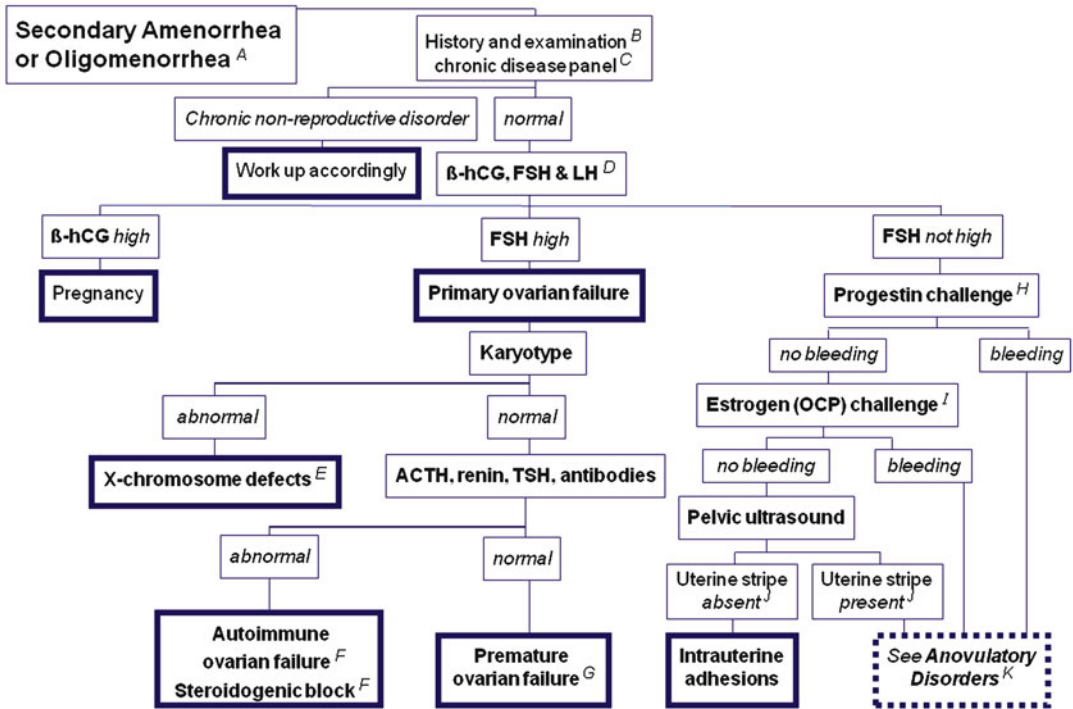 Secondary Amenorrhea
or Oligomenorrhea A
History and examination B
chronic disease panel C
Chronic non-reproductive disorder
normal
Work up accordingly
ß-hCG, FSH & LH D
ß-hCG high
FSH high
FSH not high
Pregnancy
Primary ovarian failure
Progestin challenge H
Karyotype
no bleeding
bleeding
abnormal
normal
Estrogen (OCP) challenge I
X-chromosome defects E
ACTH, renin, TSH, antibodies
no bleeding
bleeding
Pelvic ultrasound
abnormal
normal
Uterine stripe
absent J
Uterine stripe
present J
Autoimmune
ovarian failure F
Steroidogenic block F
Premature
ovarian failure G
Intrauterine
adhesions
See Anovulatory
Disorders K